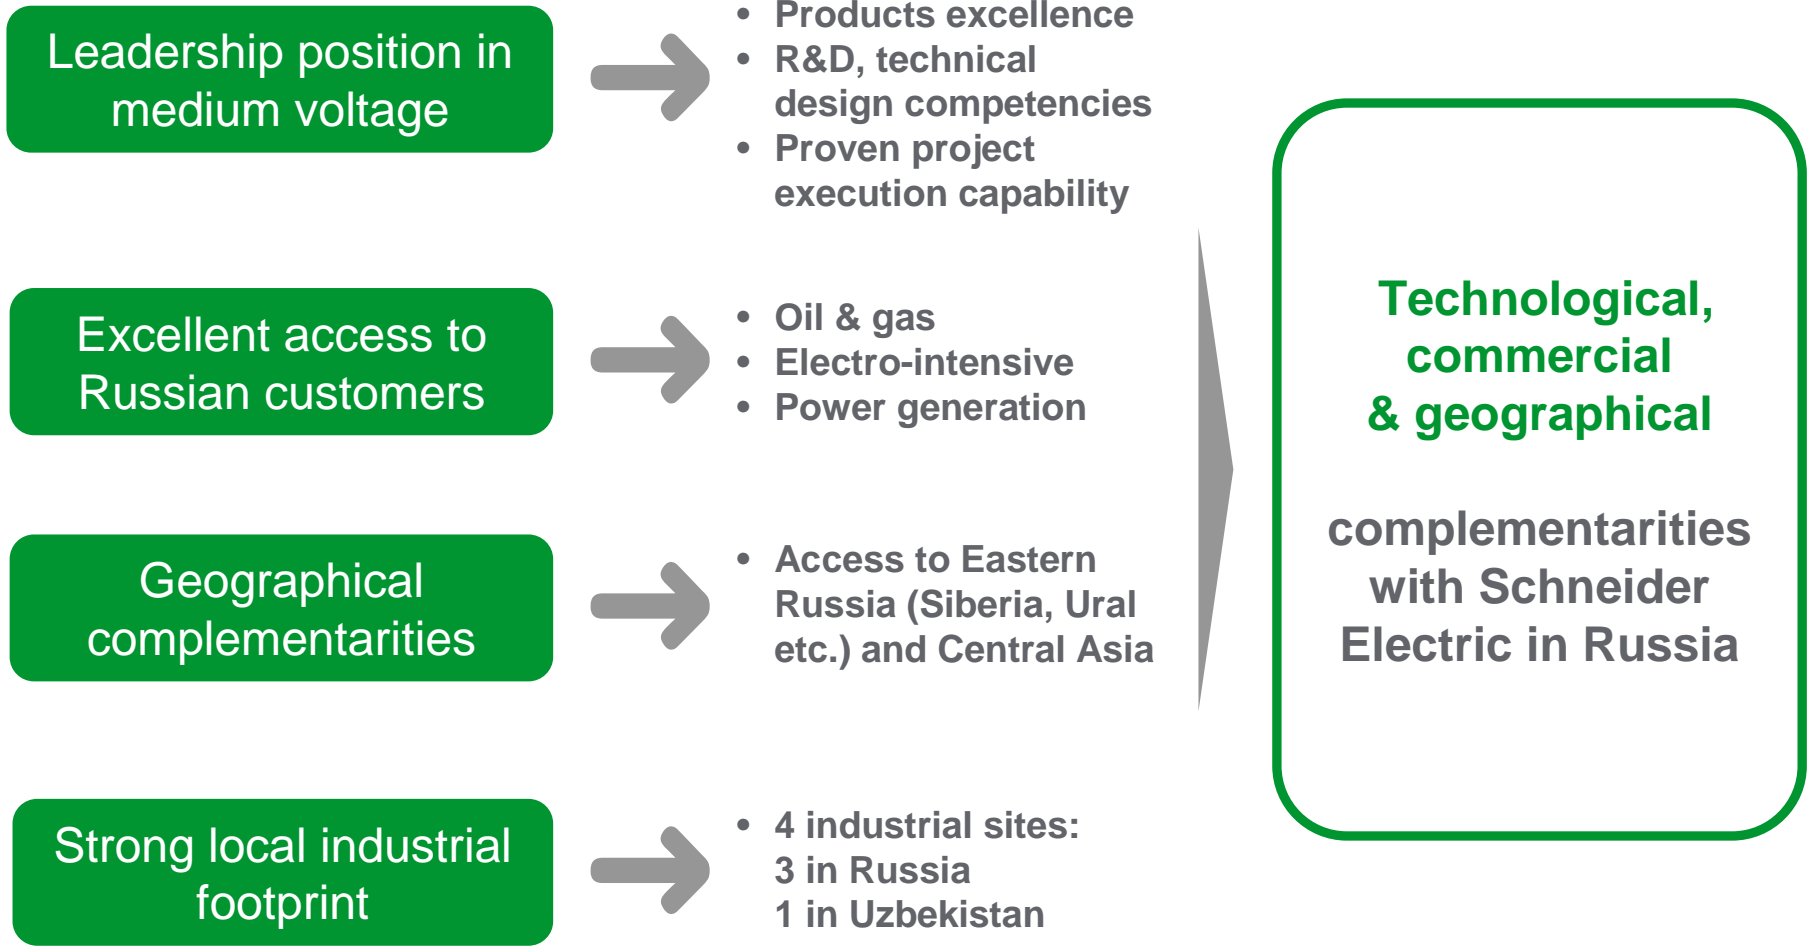 Leadership position in
medium voltage
• Products excellence
• R&D, technical
design competencies
• Proven project
execution capability
Excellent access to
Russian customers
• Oil & gas
• Electro-intensive
• Power generation
Geographical
complementarities
• Access to Eastern
Russia (Siberia, Ural
etc.) and Central Asia
Strong local industrial
footprint
• 4 industrial sites:
3 in Russia
1 in Uzbekistan
Technological,
commercial
& geographical
complementarities
with Schneider
Electric in Russia